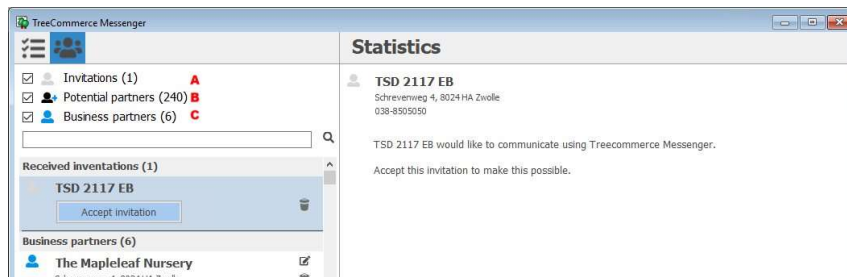 TreeCommerce Messenger
Statistics
Invitations (1) A
Potential partners (240) B
Business partners (6) C
Received inventations (1)
TSD 2117 EB
Accept invitation
Business partners (6)
The Mapleleaf Nursery
TSD 2117 EB
Schrevenweg 4, 8024 HA Zwolle
038-8505050
TSD 2117 EB would like to communicate using Treecommerce Messenger.
Accept this invitation to make this possible.